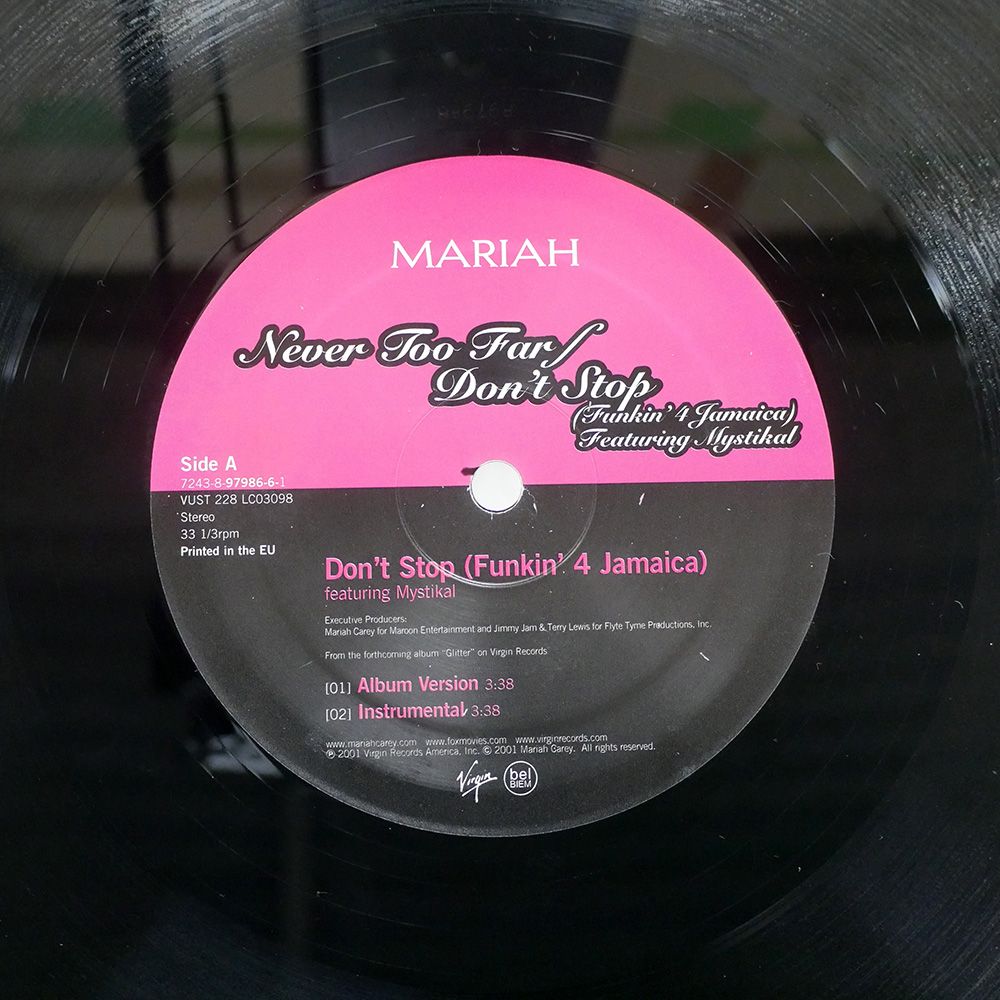 MARIAH
Never Too Far/
Don't Stop
(Funkin' 4 Jamaica)
Featuring Mystikal
Side A
7243-8-97986-6-1
VUST 228 LC03098
Stereo
33 1/3rpm
Printed in the EU
Don't Stop (Funkin' 4 Jamaica)
featuring Mystikal
Executive Producers:
Mariah Carey for Maroon Entertainment and Jimmy Jam & Terry Lewis for Flyte Tyme Productions, Inc.
From the forthcoming album "Glitter" on Virgin Records
[01] Album Version 3:38
[02] Instrumental 3:38
www.mariahcarey.com www.foxmovies.com www.virginrecords.com
℗ 2001 Virgin Records America, Inc. © 2001 Mariah Carey. All rights reserved.
Virgin
bel
BIEM